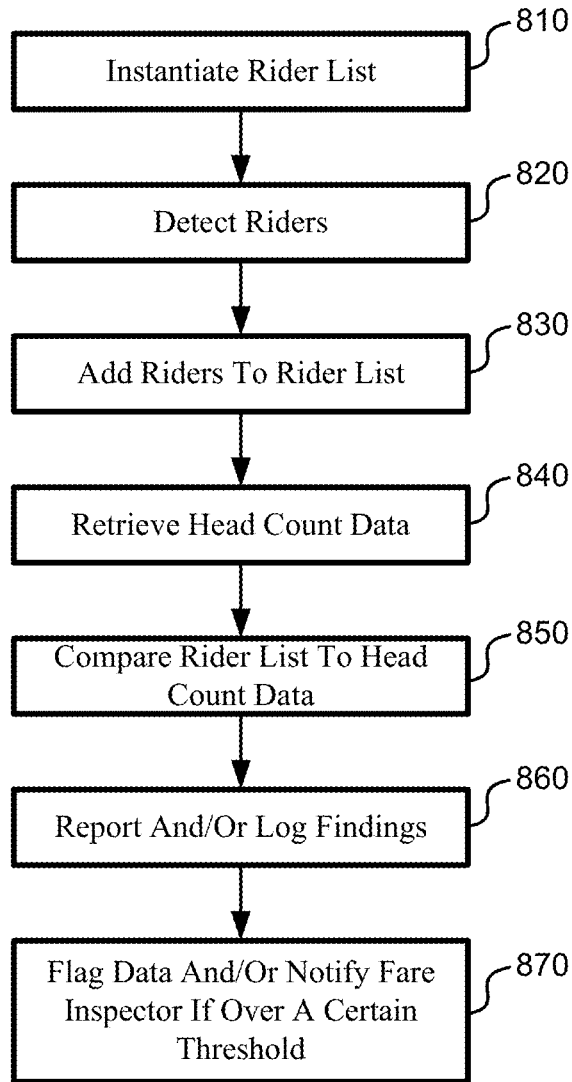 810
Instantiate Rider List
820
Detect Riders
830
Add Riders To Rider List
840
Retrieve Head Count Data
850
Compare Rider List To Head
Count Data
860
Report And/Or Log Findings
870
Flag Data And/Or Notify Fare
Inspector If Over A Certain
Threshold